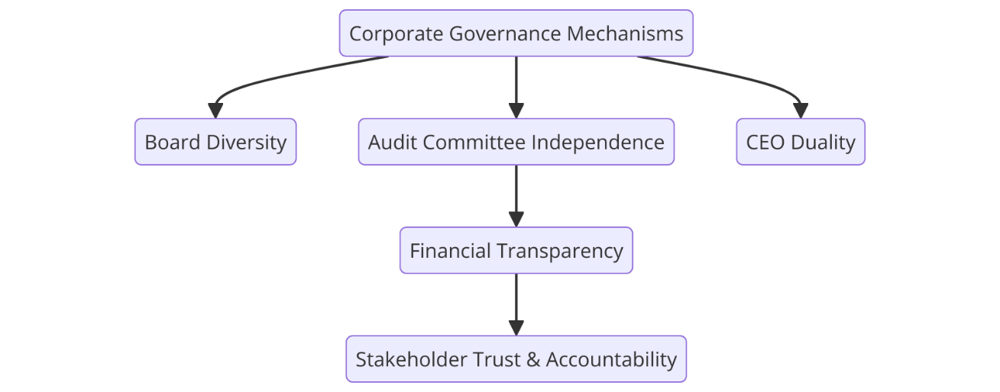 Corporate Governance Mechanisms
Board Diversity
Audit Committee Independence
CEO Duality
Financial Transparency
Stakeholder Trust & Accountability